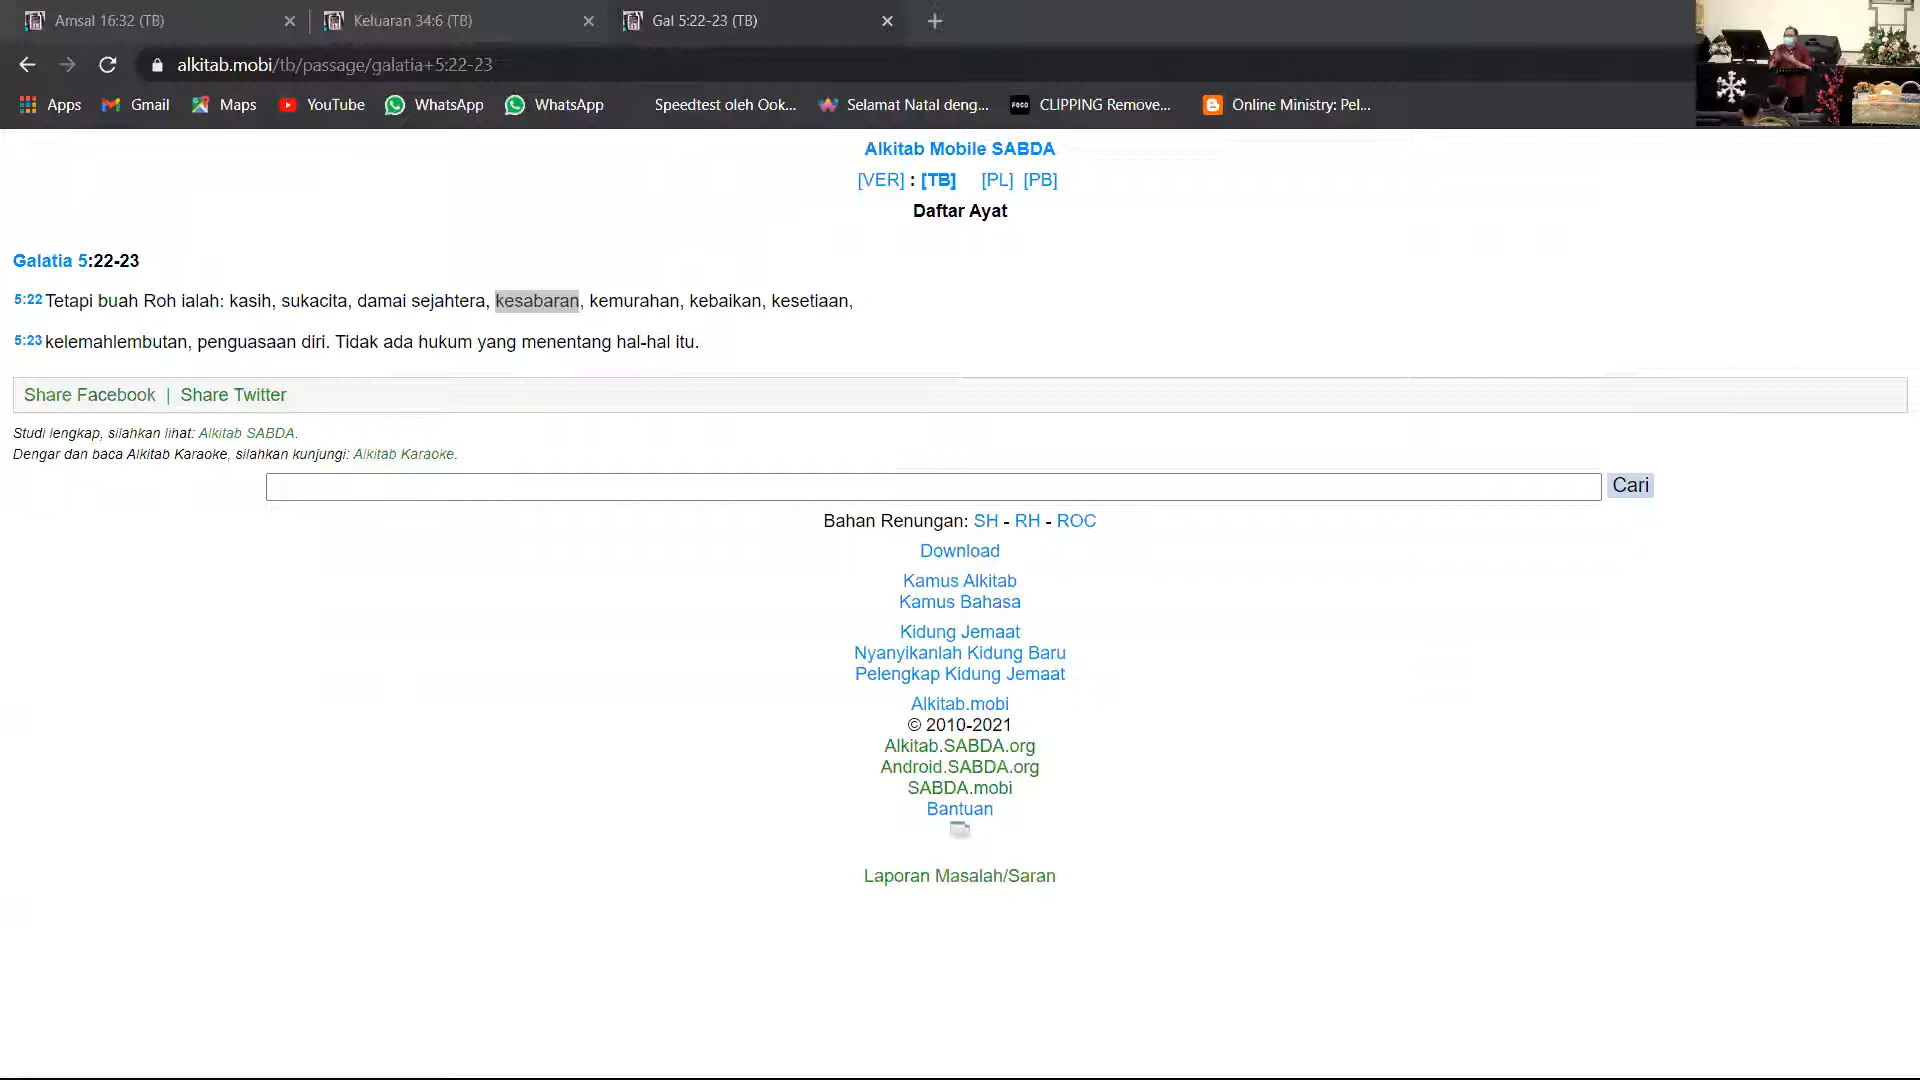 Amsal 16:32 (TB)
Keluaran 34:6 (TB)
Gal 5:22-23 (TB)
alkitab.mobi/tb/passage/galatia+5:22-23
Apps
Gmail
Maps
YouTube
WhatsApp
WhatsApp
Speedtest oleh Ook...
Selamat Natal deng...
POCO
CLIPPING Remove...
Online Ministry: Pel...
Alkitab Mobile SABDA
[VER] : [TB] [PL] [PB]
Daftar Ayat
Galatia 5:22-23
5:22 Tetapi buah Roh ialah: kasih, sukacita, damai sejahtera, kesabaran, kemurahan, kebaikan, kesetiaan,
5:23 kelemahlembutan, penguasaan diri. Tidak ada hukum yang menentang hal-hal itu.
Share Facebook | Share Twitter
Studi lengkap, silahkan lihat: Alkitab SABDA.
Dengar dan baca Alkitab Karaoke, silahkan kunjungi: Alkitab Karaoke.
Cari
Bahan Renungan: SH - RH - ROC
Download
Kamus Alkitab
Kamus Bahasa
Kidung Jemaat
Nyanyikanlah Kidung Baru
Pelengkap Kidung Jemaat
Alkitab.mobi
© 2010-2021
Alkitab.SABDA.org
Android.SABDA.org
SABDA.mobi
Bantuan
Laporan Masalah/Saran